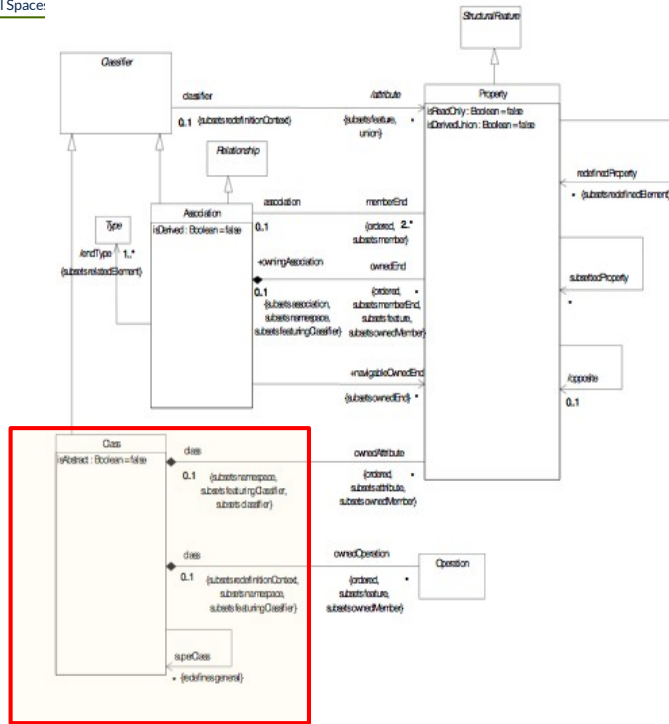 l Spaces
StructuralFeature
Classifier
classifier
/attribute
0..1 {subsets redefinitionContext}
{subsets feature, *
union}
Property
isReadOnly : Boolean = false
isDerivedUnion : Boolean = false
Relationship
redefinedProperty
* {subsets redefinedElement}
Association
isDerived : Boolean = false
association
memberEnd
0..1
{ordered, 2..*
subsets member}
Type
/endType 1..*
{subsets relatedElement}
+owningAssociation
ownedEnd
0..1
{subsets association,
subsets namespace,
subsets featuringClassifier}
{ordered, *
subsets memberEnd,
subsets feature,
subsets ownedMember}
subsettedProperty
*
+navigableOwnedEnd
{subsets ownedEnd} *
/opposite
0..1
Class
isAbstract : Boolean = false
class
ownedAttribute
0..1 {subsets namespace,
subsets featuringClassifier,
subsets classifier}
{ordered, *
subsets attribute,
subsets ownedMember}
class
ownedOperation
0..1 {subsets redefinitionContext,
subsets namespace,
subsets featuringClassifier}
{ordered, *
subsets feature,
subsets ownedMember}
Operation
superClass
* {redefines general}